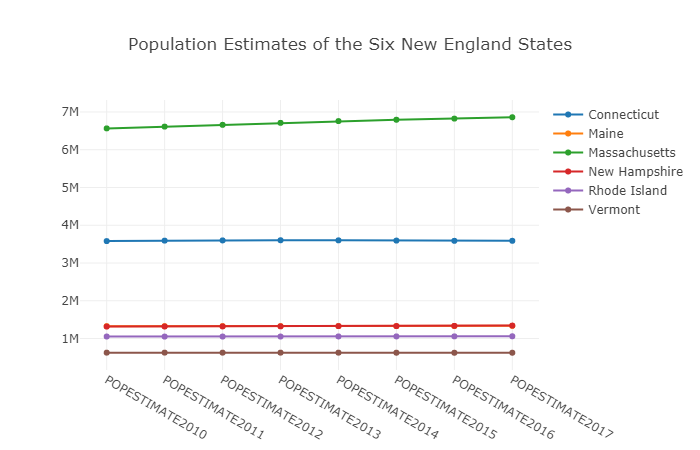 Population Estimates of the Six New England States
7M
6M
5M
4M
3M
2M
1M
POPESTIMATE2010
POPESTIMATE2011
POPESTIMATE2012
POPESTIMATE2013
POPESTIMATE2014
POPESTIMATE2015
POPESTIMATE2016
POPESTIMATE2017
Connecticut
Maine
Massachusetts
New Hampshire
Rhode Island
Vermont